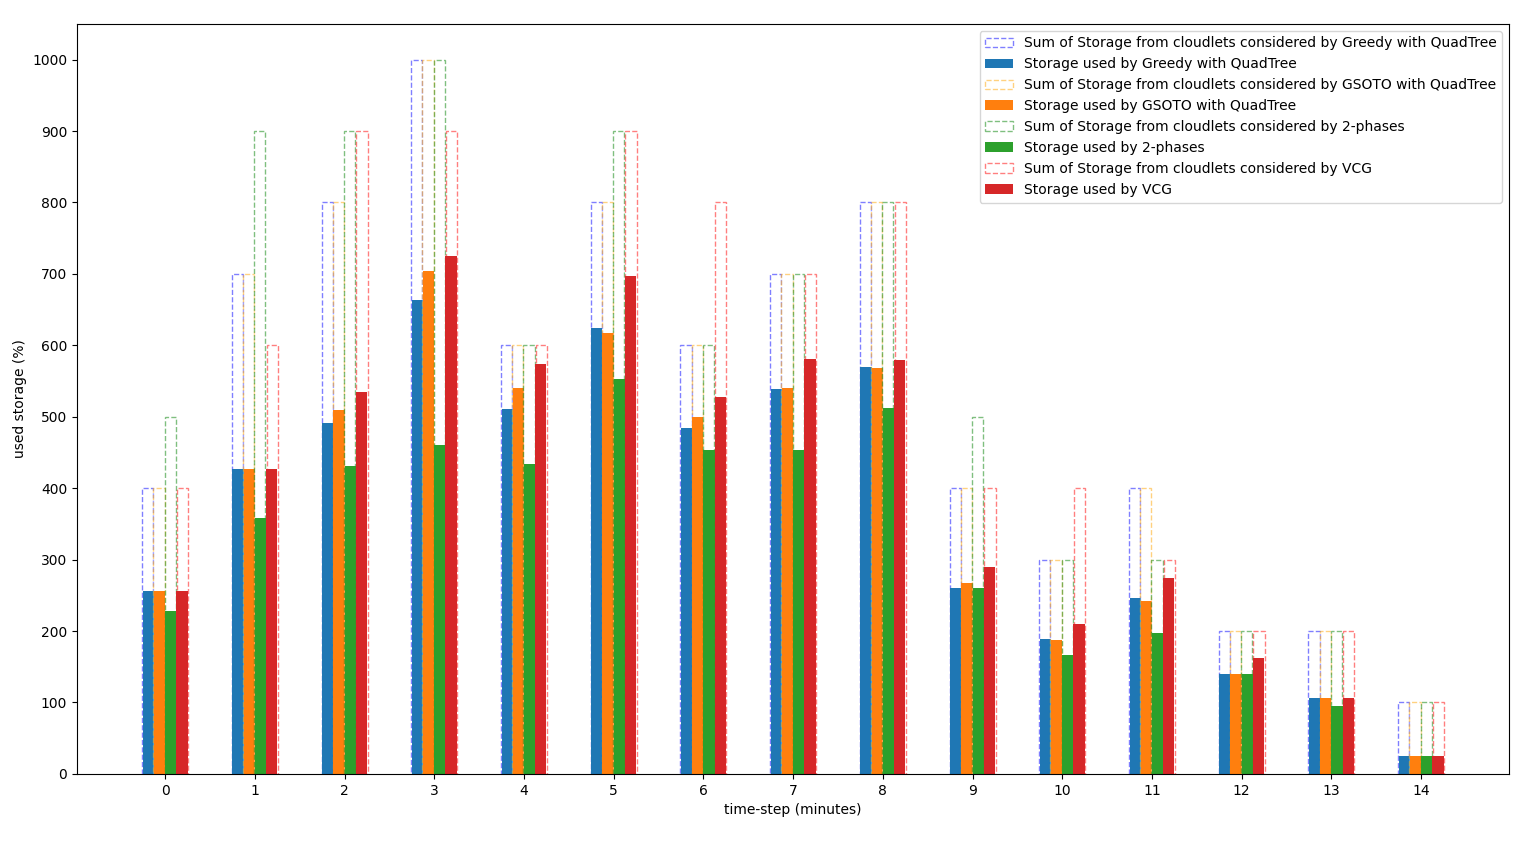 Sum of Storage from cloudlets considered by Greedy with QuadTree
Storage used by Greedy with QuadTree
Sum of Storage from cloudlets considered by GSOTO with QuadTree
Storage used by GSOTO with QuadTree
Sum of Storage from cloudlets considered by 2-phases
Storage used by 2-phases
Sum of Storage from cloudlets considered by VCG
Storage used by VCG
used storage (%)
1000
900
800
700
600
500
400
300
200
100
0
0 1 2 3 4 5 6 7 8 9 10 11 12 13 14
time-step (minutes)